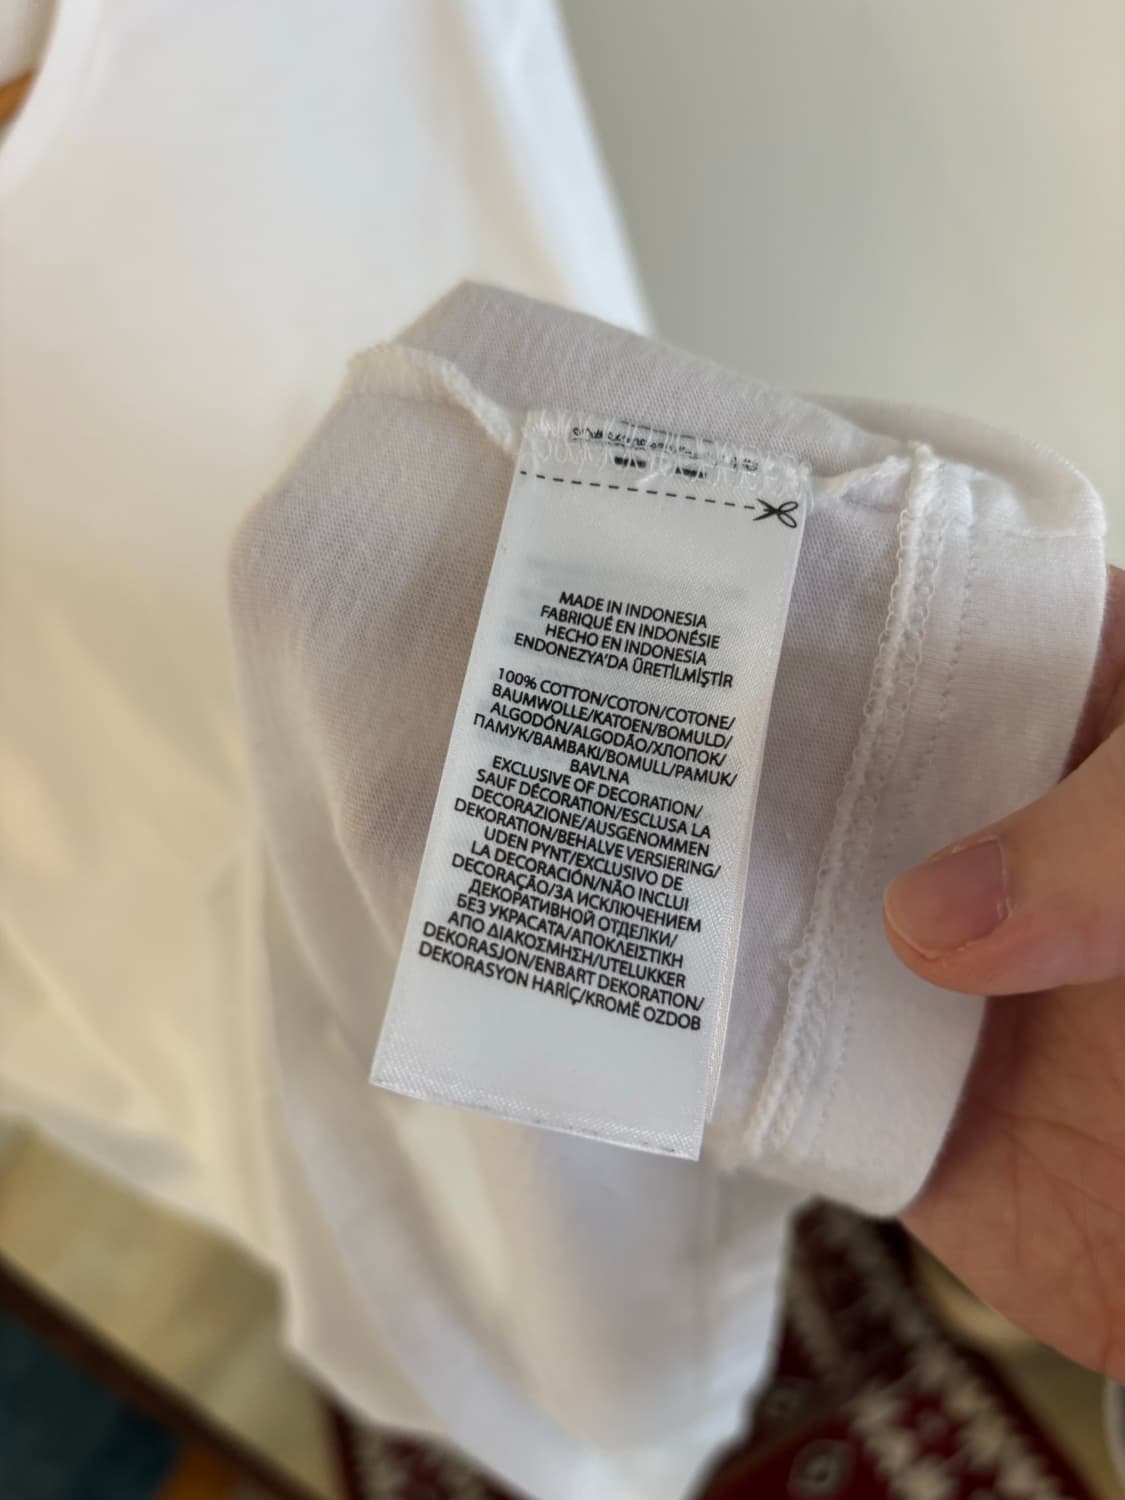 MADE IN INDONESIA
FABRIQUÉ EN INDONÉSIE
HECHO EN INDONESIA
ENDONEZYA'DA ÜRETİLMİŞTİR
100% COTTON/COTON/COTONE/
BAUMWOLLE/KATOEN/BOMULD/
ALGODÓN/ALGODÃO/ХЛОПОК/
ПАМУК/ΒΑΜΒΑΚΙ/BOMULL/PAMUK/
BAVLNA
EXCLUSIVE OF DECORATION/
SAUF DÉCORATION/ESCLUSA LA
DECORAZIONE/AUSGENOMMEN
DEKORATION/BEHALVE VERSIERING/
UDEN PYNT/EXCLUSIVO DE
LA DECORACIÓN/NÃO INCLUI
DECORAÇÃO/ЗА ИСКЛЮЧЕНИЕМ
ДЕКОРАТИВНОЙ ОТДЕЛКИ/
БЕЗ УКРАСАТА/ΑΠΟΚΛΕΙΣΤΙΚΗ
ΑΠΟ ΔΙΑΚΟΣΜΗΣΗ/UTELUKKER
DEKORASJON/ENBART DEKORATION/
DEKORASYON HARİÇ/KROMĚ OZDOB